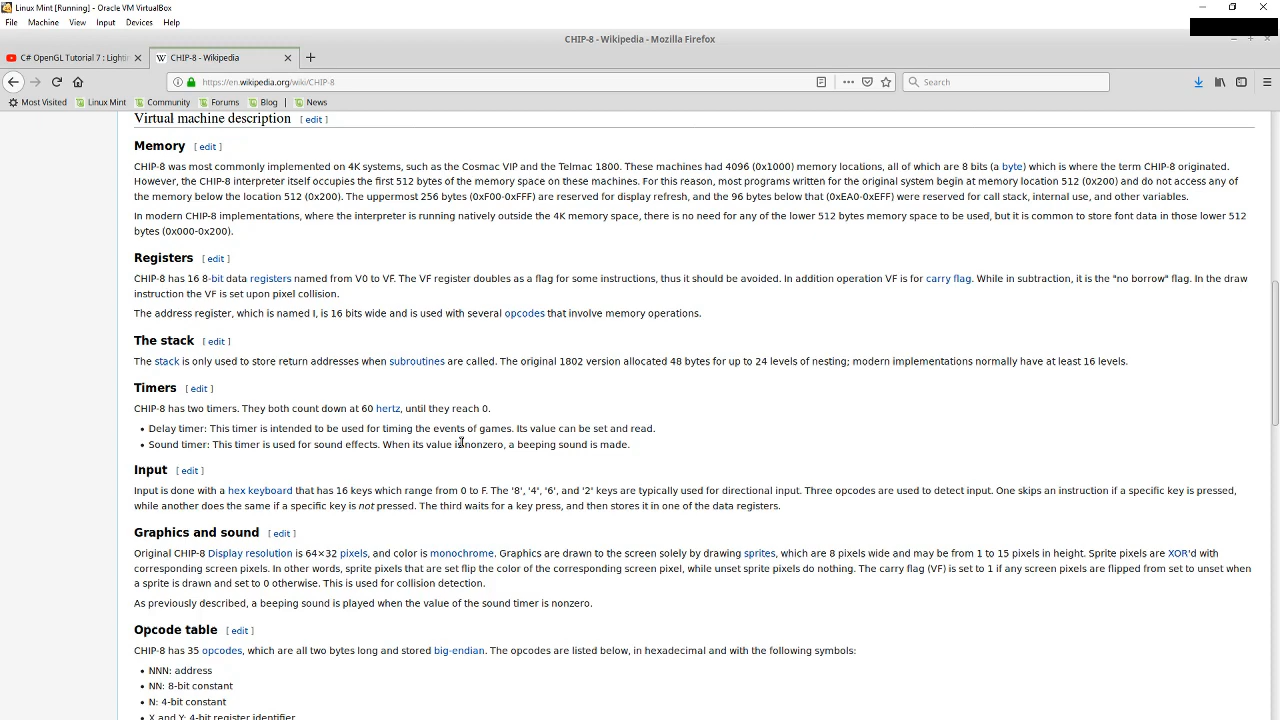 Linux Mint [Running] - Oracle VM VirtualBox
File Machine View Input Devices Help
CHIP-8 - Wikipedia - Mozilla Firefox
C# OpenGL Tutorial 7 : Lighti
CHIP-8 - Wikipedia
https://en.wikipedia.org/wiki/CHIP-8
Search
Most Visited Linux Mint Community Forums Blog News
Virtual machine description [ edit ]
Memory [ edit ]
CHIP-8 was most commonly implemented on 4K systems, such as the Cosmac VIP and the Telmac 1800. These machines had 4096 (0x1000) memory locations, all of which are 8 bits (a byte) which is where the term CHIP-8 originated.
However, the CHIP-8 interpreter itself occupies the first 512 bytes of the memory space on these machines. For this reason, most programs written for the original system begin at memory location 512 (0x200) and do not access any of
the memory below the location 512 (0x200). The uppermost 256 bytes (0xF00-0xFFF) are reserved for display refresh, and the 96 bytes below that (0xEA0-0xEFF) were reserved for call stack, internal use, and other variables.
In modern CHIP-8 implementations, where the interpreter is running natively outside the 4K memory space, there is no need for any of the lower 512 bytes memory space to be used, but it is common to store font data in those lower 512
bytes (0x000-0x200).
Registers [ edit ]
CHIP-8 has 16 8-bit data registers named from V0 to VF. The VF register doubles as a flag for some instructions, thus it should be avoided. In addition operation VF is for carry flag. While in subtraction, it is the "no borrow" flag. In the draw
instruction the VF is set upon pixel collision.
The address register, which is named I, is 16 bits wide and is used with several opcodes that involve memory operations.
The stack [ edit ]
The stack is only used to store return addresses when subroutines are called. The original 1802 version allocated 48 bytes for up to 24 levels of nesting; modern implementations normally have at least 16 levels.
Timers [ edit ]
CHIP-8 has two timers. They both count down at 60 hertz, until they reach 0.
• Delay timer: This timer is intended to be used for timing the events of games. Its value can be set and read.
• Sound timer: This timer is used for sound effects. When its value is nonzero, a beeping sound is made.
Input [ edit ]
Input is done with a hex keyboard that has 16 keys which range from 0 to F. The '8', '4', '6', and '2' keys are typically used for directional input. Three opcodes are used to detect input. One skips an instruction if a specific key is pressed,
while another does the same if a specific key is not pressed. The third waits for a key press, and then stores it in one of the data registers.
Graphics and sound [ edit ]
Original CHIP-8 Display resolution is 64×32 pixels, and color is monochrome. Graphics are drawn to the screen solely by drawing sprites, which are 8 pixels wide and may be from 1 to 15 pixels in height. Sprite pixels are XOR'd with
corresponding screen pixels. In other words, sprite pixels that are set flip the color of the corresponding screen pixel, while unset sprite pixels do nothing. The carry flag (VF) is set to 1 if any screen pixels are flipped from set to unset when
a sprite is drawn and set to 0 otherwise. This is used for collision detection.
As previously described, a beeping sound is played when the value of the sound timer is nonzero.
Opcode table [ edit ]
CHIP-8 has 35 opcodes, which are all two bytes long and stored big-endian. The opcodes are listed below, in hexadecimal and with the following symbols:
• NNN: address
• NN: 8-bit constant
• N: 4-bit constant
• X and Y: 4-bit register identifier